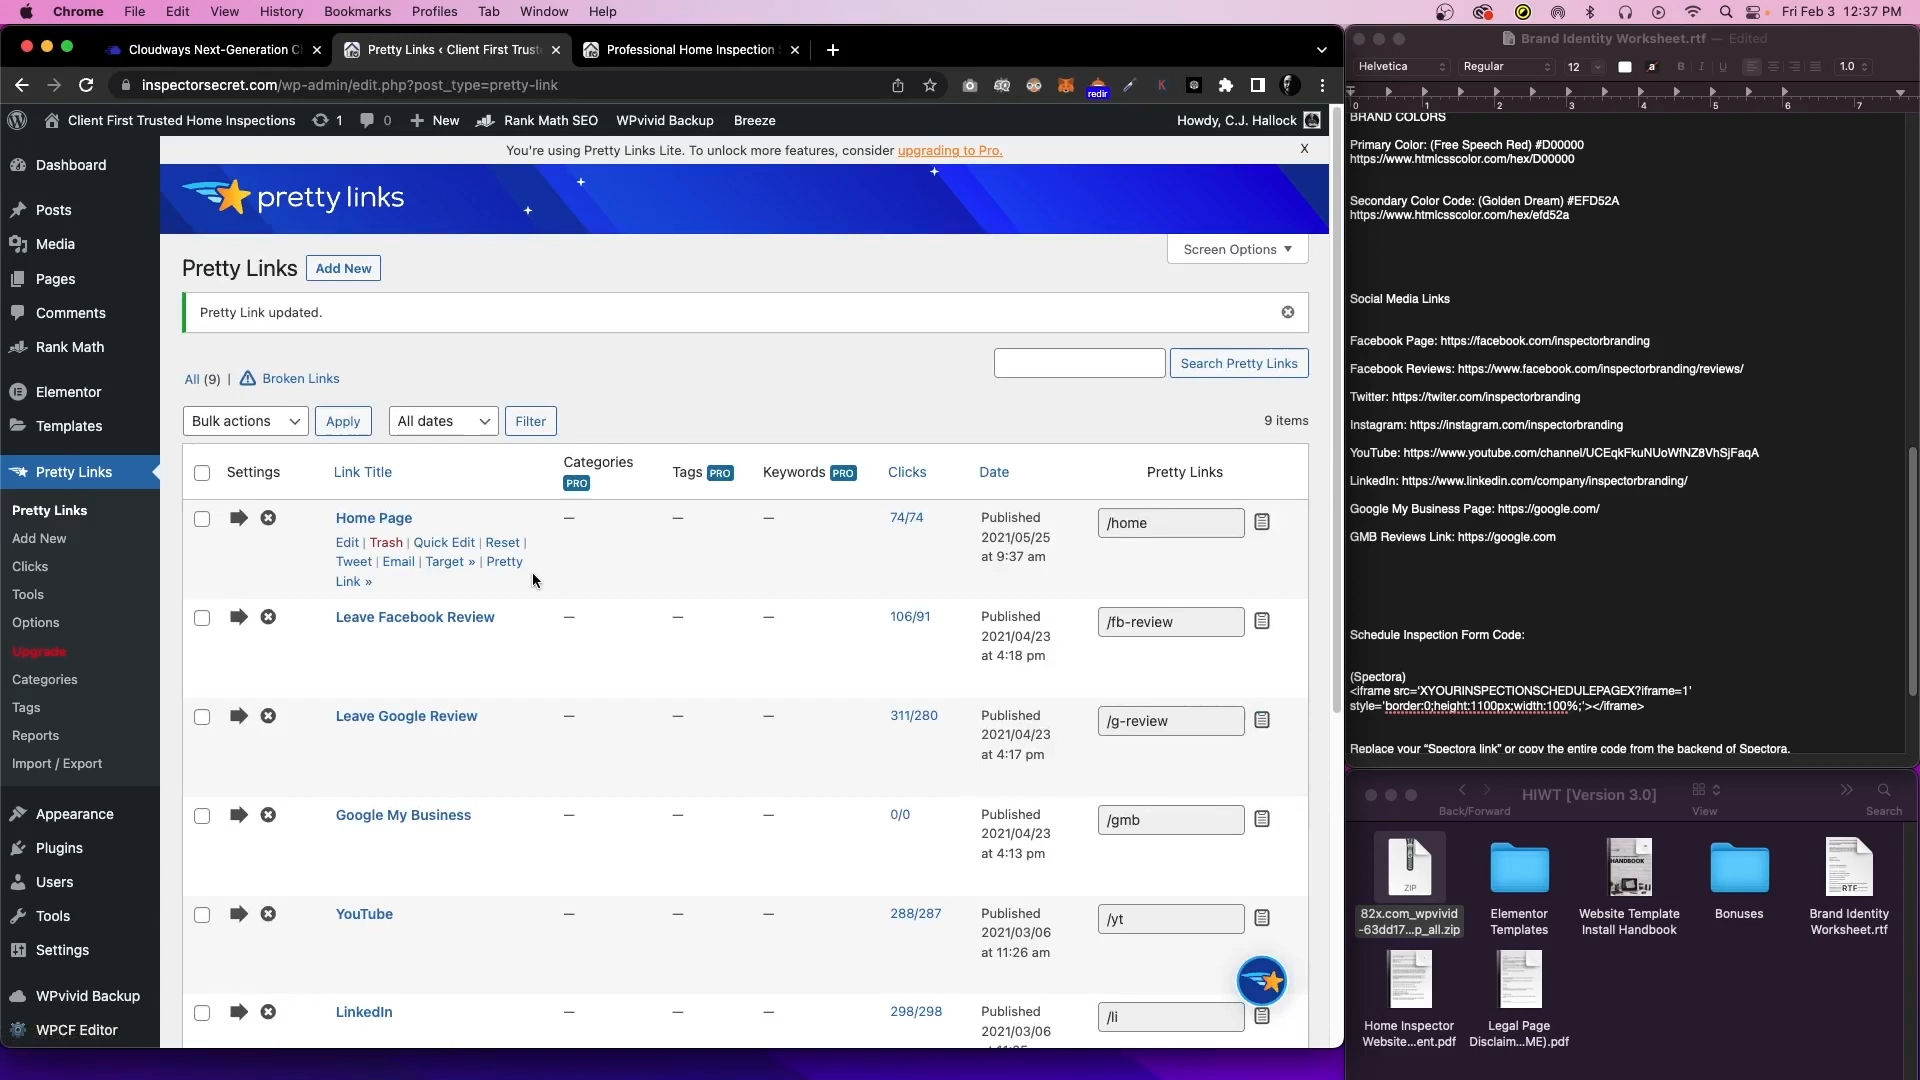 Chrome File Edit View History Bookmarks Profiles Tab Window Help
Fri Feb 3 12:37 PM
Cloudways Next-Generation C
Pretty Links ‹ Client First Trust
Professional Home Inspection S
inspectorsecret.com/wp-admin/edit.php?post_type=pretty-link
redir
Client First Trusted Home Inspections 1 0 New Rank Math SEO WPvivid Backup Breeze
Howdy, C.J. Hallock
Dashboard
Posts
Media
Pages
Comments
Rank Math
Elementor
Templates
Pretty Links
Pretty Links
Add New
Clicks
Tools
Options
Upgrade
Categories
Tags
Reports
Import / Export
Appearance
Plugins
Users
Tools
Settings
WPvivid Backup
WPCF Editor
You're using Pretty Links Lite. To unlock more features, consider upgrading to Pro.
X
pretty links
Screen Options
Pretty Links Add New
Pretty Link updated.
Search Pretty Links
All (9) | Broken Links
Bulk actions Apply All dates Filter
9 items
Settings Link Title Categories PRO Tags PRO Keywords PRO Clicks Date Pretty Links
Home Page — — — 74/74 Published /home
Edit | Trash | Quick Edit | Reset | 2021/05/25
Tweet | Email | Target » | Pretty at 9:37 am
Link »
Leave Facebook Review — — — 106/91 Published /fb-review
2021/04/23
at 4:18 pm
Leave Google Review — — — 311/280 Published /g-review
2021/04/23
at 4:17 pm
Google My Business — — — 0/0 Published /gmb
2021/04/23
at 4:13 pm
YouTube — — — 288/287 Published /yt
2021/03/06
at 11:26 am
LinkedIn — — — 298/298 Published /li
2021/03/06
Brand Identity Worksheet.rtf — Edited
Helvetica Regular 12 a B I U 1.0
0 1 2 3 4 5 6 7
BRAND COLORS
Primary Color: (Free Speech Red) #D00000
https://www.htmlcsscolor.com/hex/D00000
Secondary Color Code: (Golden Dream) #EFD52A
https://www.htmlcsscolor.com/hex/efd52a
Social Media Links
Facebook Page: https://facebook.com/inspectorbranding
Facebook Reviews: https://www.facebook.com/inspectorbranding/reviews/
Twitter: https://twiter.com/inspectorbranding
Instagram: https://instagram.com/inspectorbranding
YouTube: https://www.youtube.com/channel/UCEqkFkuNUoWfNZ8VhSjFaqA
LinkedIn: https://www.linkedin.com/company/inspectorbranding/
Google My Business Page: https://google.com/
GMB Reviews Link: https://google.com
Schedule Inspection Form Code:
(Spectora)
<iframe src='XYOURINSPECTIONSCHEDULEPAGEX?iframe=1'
style='border:0;height:1100px;width:100%;'></iframe>
Replace your “Spectora link” or copy the entire code from the backend of Spectora.
HIWT [Version 3.0]
Back/Forward View Search
ZIP
HANDBOOK
RTF
82x.com_wpvivid
-63dd17...p_all.zip
Elementor
Templates
Website Template
Install Handbook
Bonuses
Brand Identity
Worksheet.rtf
Home Inspector
Website...ent.pdf
Legal Page
Disclaim...ME).pdf